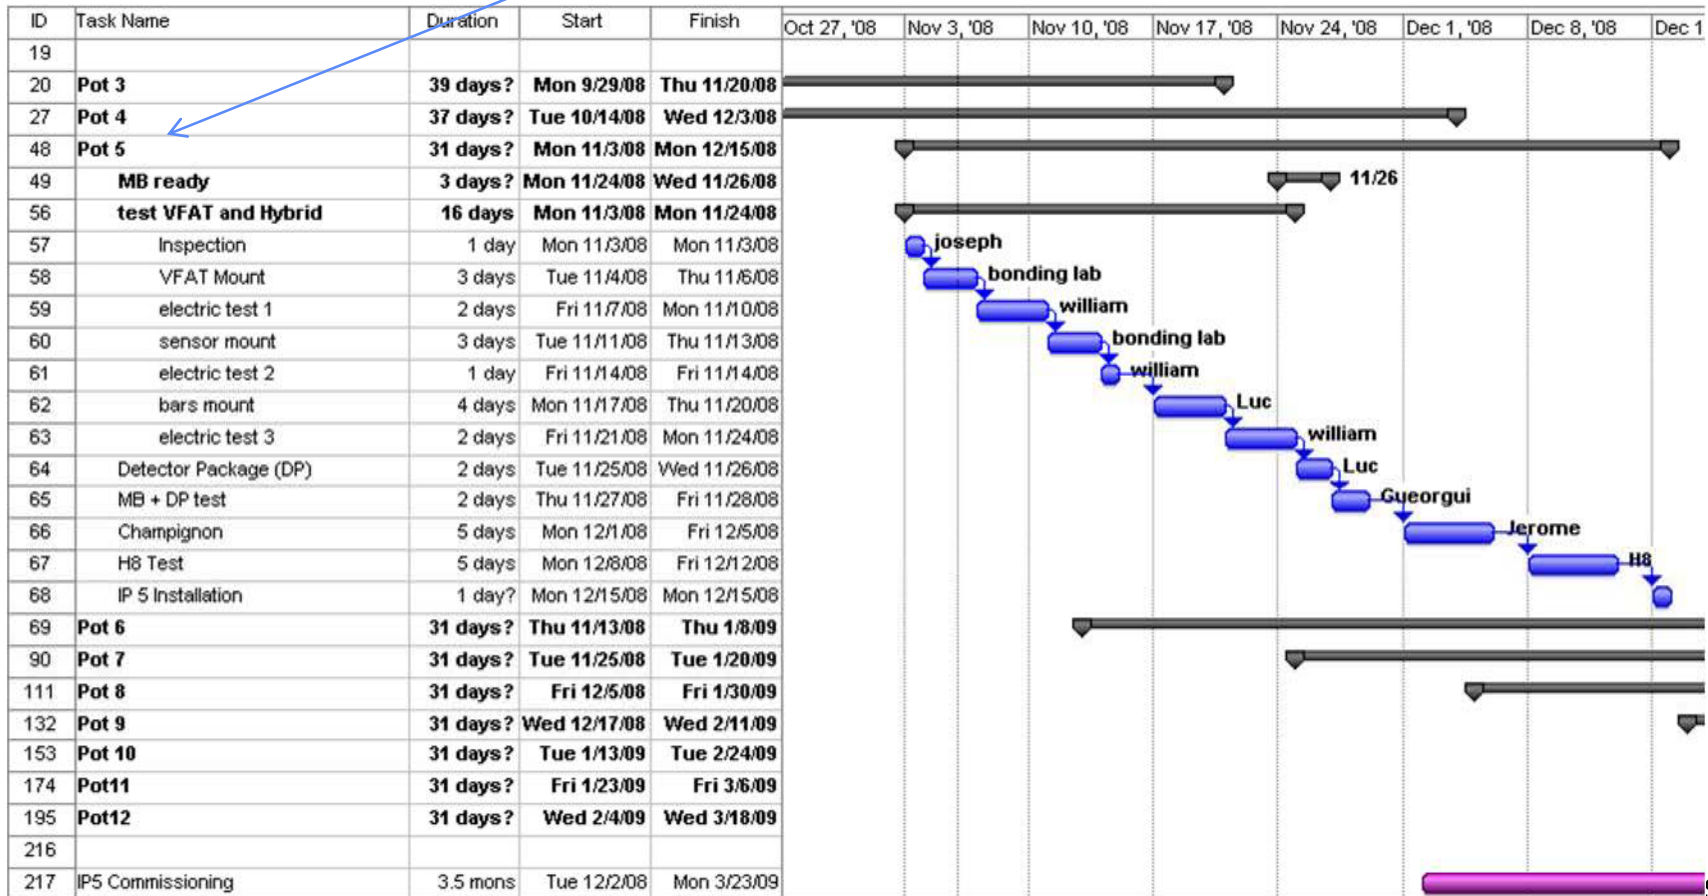 ID Task Name Duration Start Finish Oct 27, '08 Nov 3, '08 Nov 10, '08 Nov 17, '08 Nov 24, '08 Dec 1, '08 Dec 8, '08 Dec 1
19
20 Pot 3 39 days? Mon 9/29/08 Thu 11/20/08
27 Pot 4 37 days? Tue 10/14/08 Wed 12/3/08
48 Pot 5 31 days? Mon 11/3/08 Mon 12/15/08
49 MB ready 3 days? Mon 11/24/08 Wed 11/26/08 11/26
56 test VFAT and Hybrid 16 days Mon 11/3/08 Mon 11/24/08
57 Inspection 1 day Mon 11/3/08 Mon 11/3/08 joseph
58 VFAT Mount 3 days Tue 11/4/08 Thu 11/6/08 bonding lab
59 electric test 1 2 days Fri 11/7/08 Mon 11/10/08 william
60 sensor mount 3 days Tue 11/11/08 Thu 11/13/08 bonding lab
61 electric test 2 1 day Fri 11/14/08 Fri 11/14/08 william
62 bars mount 4 days Mon 11/17/08 Thu 11/20/08 Luc
63 electric test 3 2 days Fri 11/21/08 Mon 11/24/08 william
64 Detector Package (DP) 2 days Tue 11/25/08 Wed 11/26/08 Luc
65 MB + DP test 2 days Thu 11/27/08 Fri 11/28/08 Gueorgui
66 Champignon 5 days Mon 12/1/08 Fri 12/5/08 Jerome
67 H8 Test 5 days Mon 12/8/08 Fri 12/12/08 H8
68 IP 5 Installation 1 day? Mon 12/15/08 Mon 12/15/08
69 Pot 6 31 days? Thu 11/13/08 Thu 1/8/09
90 Pot 7 31 days? Tue 11/25/08 Tue 1/20/09
111 Pot 8 31 days? Fri 12/5/08 Fri 1/30/09
132 Pot 9 31 days? Wed 12/17/08 Wed 2/11/09
153 Pot 10 31 days? Tue 1/13/09 Tue 2/24/09
174 Pot11 31 days? Fri 1/23/09 Fri 3/6/09
195 Pot12 31 days? Wed 2/4/09 Wed 3/18/09
216
217 IP5 Commissioning 3.5 mons Tue 12/2/08 Mon 3/23/09